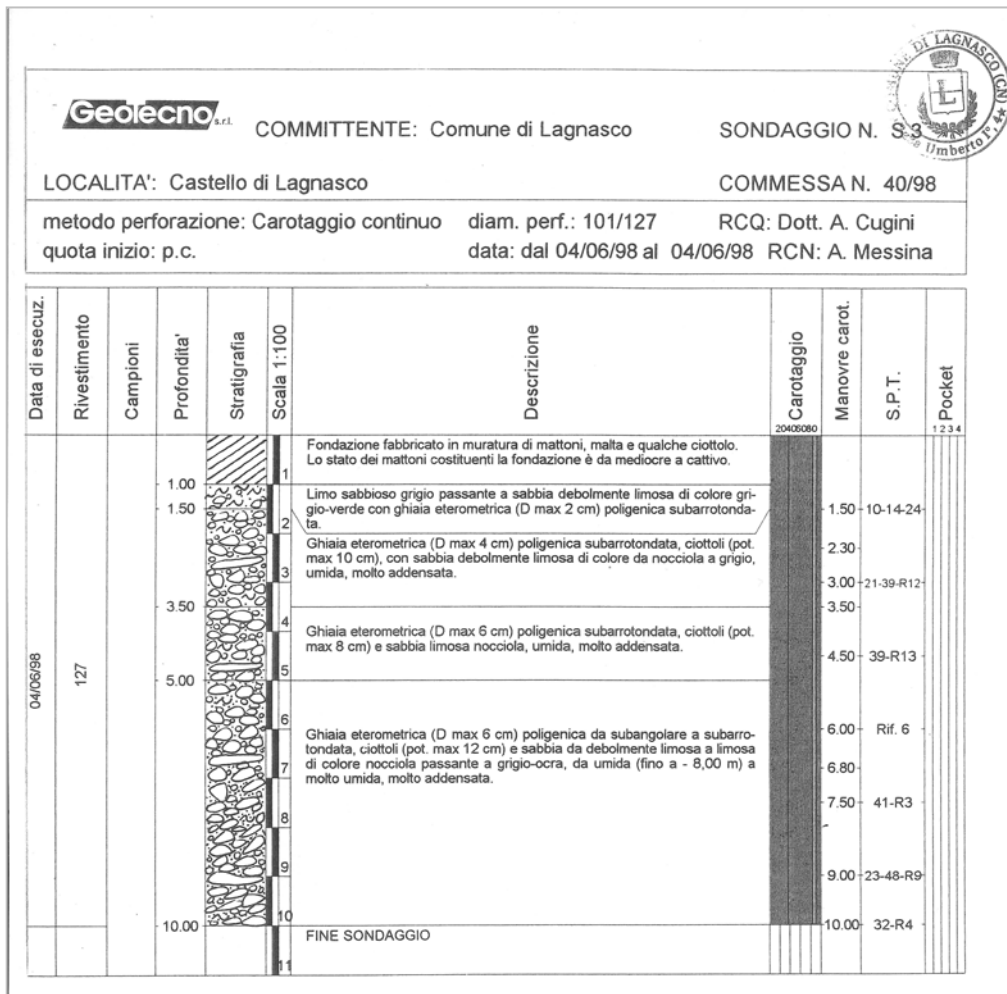 COMUNE DI LAGNASCO (CN)
Umberto I°, 4
L
GeoTecno s.r.l.
COMMITTENTE: Comune di Lagnasco
SONDAGGIO N. S3
LOCALITA': Castello di Lagnasco
COMMESSA N. 40/98
metodo perforazione: Carotaggio continuo diam. perf.: 101/127 RCQ: Dott. A. Cugini
quota inizio: p.c. data: dal 04/06/98 al 04/06/98 RCN: A. Messina
Data di esecuz.
Rivestimento
Campioni
Profondita'
Stratigrafia
Scala 1:100
Descrizione
Carotaggio
20406080
Manovre carot.
S.P.T.
Pocket
1 2 3 4
04/06/98
127
1.00
1.50
3.50
5.00
10.00
1
2
3
4
5
6
7
8
9
10
11
Fondazione fabbricato in muratura di mattoni, malta e qualche ciottolo.
Lo stato dei mattoni costituenti la fondazione è da mediocre a cattivo.
Limo sabbioso grigio passante a sabbia debolmente limosa di colore gri-
gio-verde con ghiaia eterometrica (D max 2 cm) poligenica subarrotonda-
ta.
Ghiaia eterometrica (D max 4 cm) poligenica subarrotondata, ciottoli (pot.
max 10 cm), con sabbia debolmente limosa di colore da nocciola a grigio,
umida, molto addensata.
Ghiaia eterometrica (D max 6 cm) poligenica subarrotondata, ciottoli (pot.
max 8 cm) e sabbia limosa nocciola, umida, molto addensata.
Ghiaia eterometrica (D max 6 cm) poligenica da subangolare a subarro-
tondata, ciottoli (pot. max 12 cm) e sabbia da debolmente limosa a limosa
di colore nocciola passante a grigio-ocra, da umida (fino a - 8,00 m) a
molto umida, molto addensata.
FINE SONDAGGIO
1.50 10-14-24
2.30
3.00 21-39-R12
3.50
4.50 39-R13
6.00 Rif. 6
6.80
7.50 41-R3
9.00 23-48-R9
10.00 32-R4